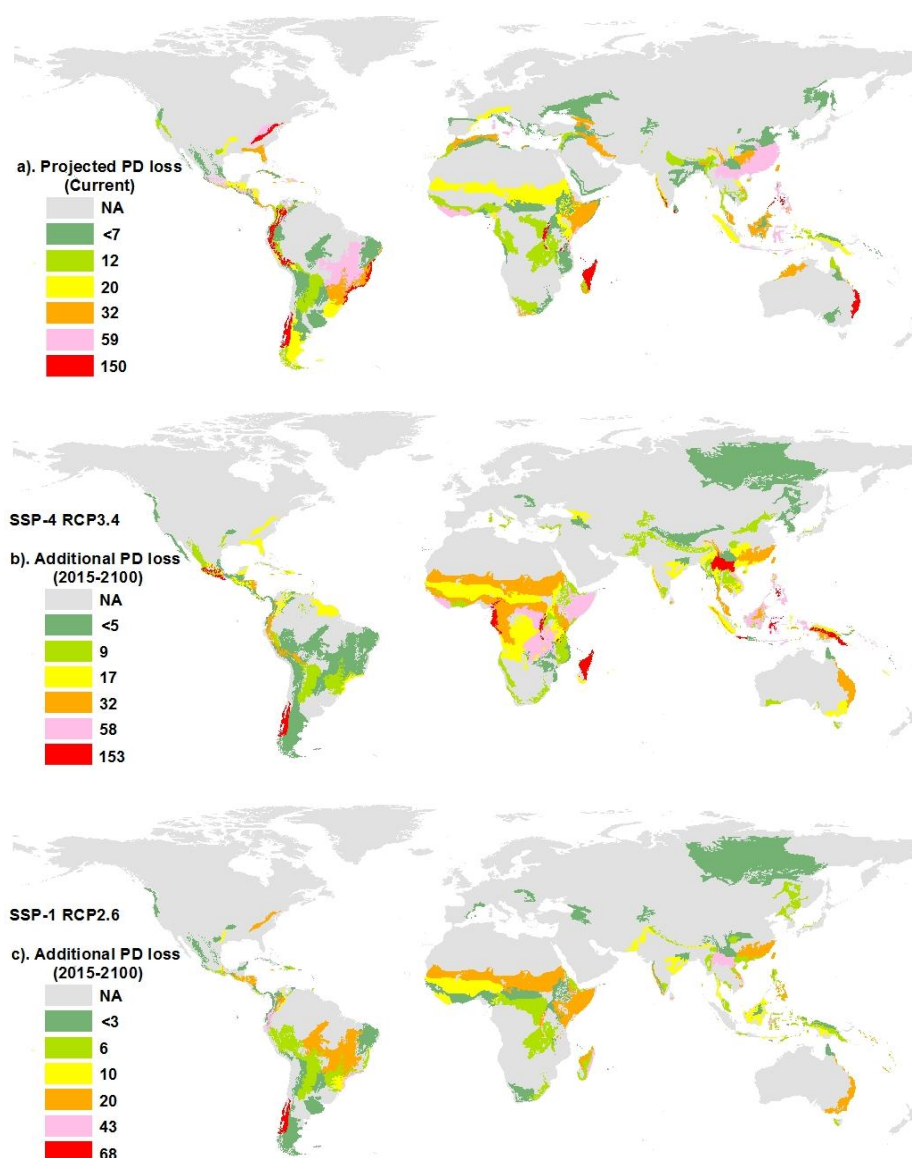 a). Projected PD loss
(Current)
NA
<7
12
20
32
59
150
SSP-4 RCP3.4
b). Additional PD loss
(2015-2100)
NA
<5
9
17
32
58
153
SSP-1 RCP2.6
c). Additional PD loss
(2015-2100)
NA
<3
6
10
20
43
68